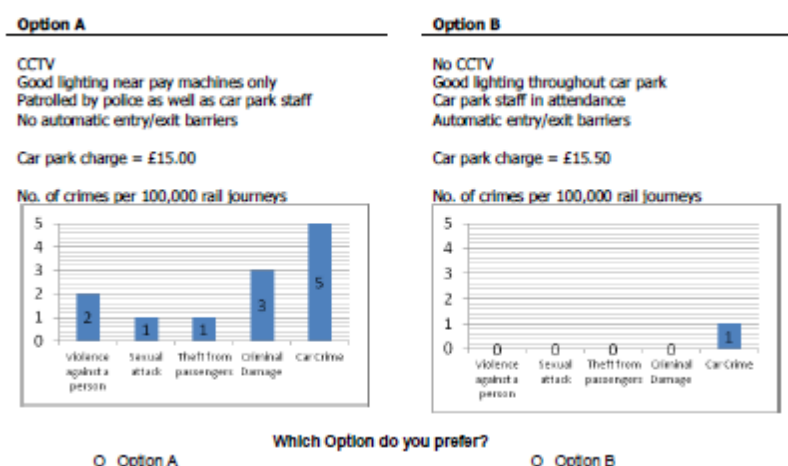 Option A
CCTV
Good lighting near pay machines only
Patrolled by police as well as car park staff
No automatic entry/exit barriers
Car park charge = £15.00
No. of crimes per 100,000 rail journeys
5
4
3
2
1
0
2
1
1
3
5
Violence against a person
Sexual attack
Theft from passengers
Criminal Damage
Car Crime
Option B
No CCTV
Good lighting throughout car park
Car park staff in attendance
Automatic entry/exit barriers
Car park charge = £15.50
No. of crimes per 100,000 rail journeys
5
4
3
2
1
0
0
0
0
0
1
Violence against a person
Sexual attack
Theft from passengers
Criminal Damage
Car Crime
Which Option do you prefer?
Option A
Option B